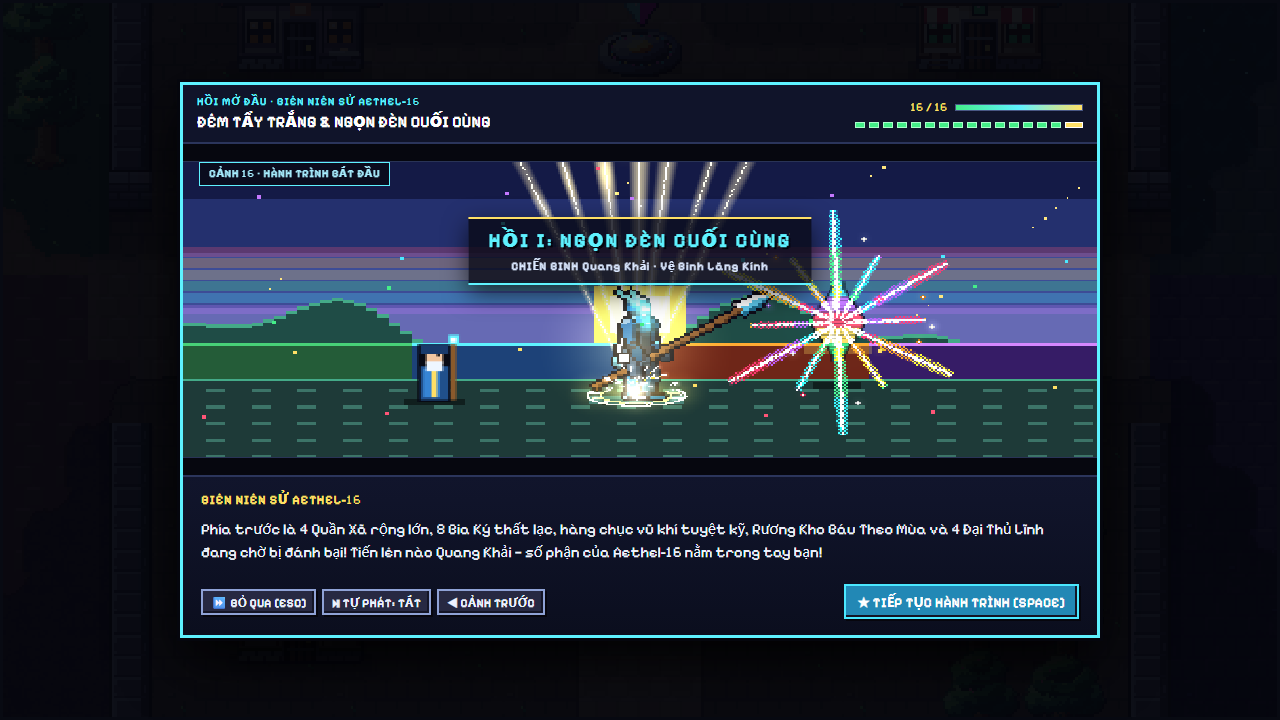 HỒI MỞ ĐẦU · BIÊN NIÊN SỬ AETHEL-16
ĐÊM TẨY TRẮNG & NGỌN ĐÈN CUỐI CÙNG
16 / 16
CẢNH 16 · HÀNH TRÌNH BẮT ĐẦU
HỒI I: NGỌN ĐÈN CUỐI CÙNG
CHIẾN BINH Quang Khải · Vệ Binh Lăng Kính
BIÊN NIÊN SỬ AETHEL-16
Phía trước là 4 Quần Xã rộng lớn, 8 Bia Ký thất lạc, hàng chục vũ khí tuyệt kỹ, Rương Kho Báu Theo Mùa và 4 Đại Thủ Lĩnh
đang chờ bị đánh bại! Tiến lên nào Quang Khải – số phận của Aethel-16 nằm trong tay bạn!
⏩ BỎ QUA (ESC)
⏯ TỰ PHÁT: TẮT
◀ CẢNH TRƯỚC
★ TIẾP TỤC HÀNH TRÌNH (SPACE)